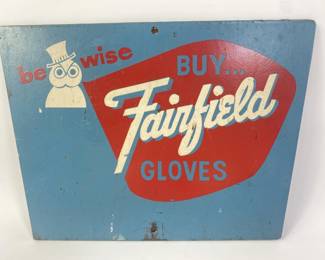 be wise
BUY...
Fairfield
GLOVES